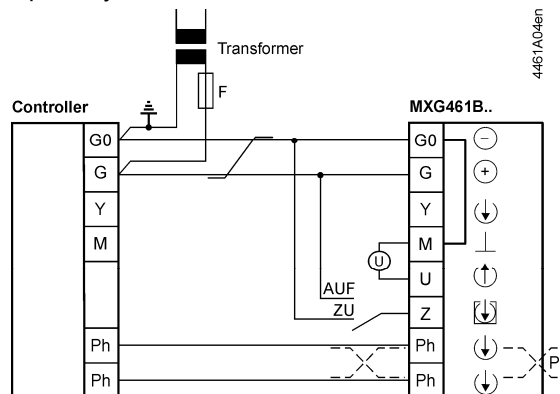 Transformer
4461A04en
F
Controller
MXG461B..
G0
G0
G
G
Y
Y
M
M
U
U
AUF
ZU
Z
Ph
Ph
P
Ph
Ph